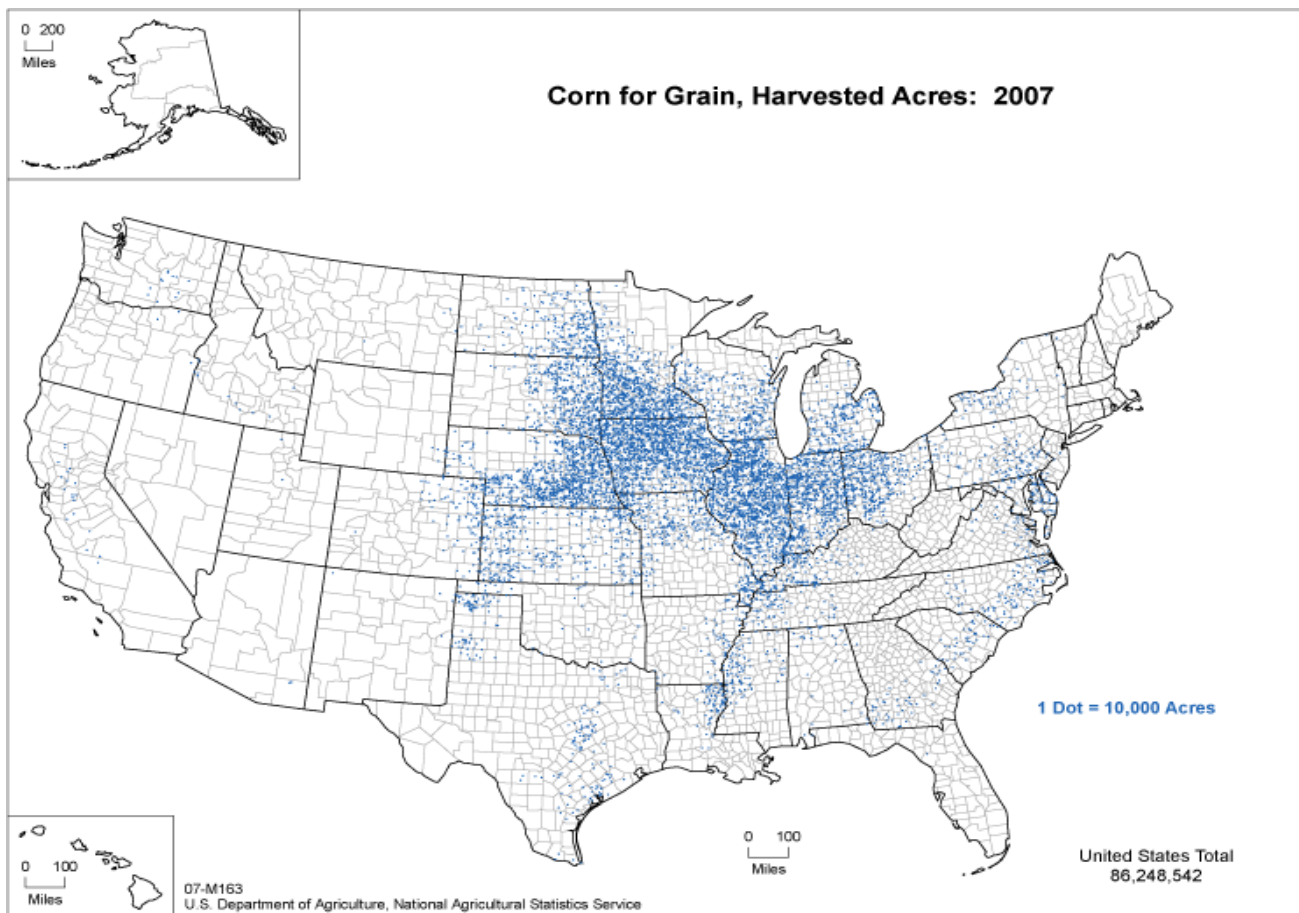 0 200
Miles
Corn for Grain, Harvested Acres: 2007
1 Dot = 10,000 Acres
0 100
Miles
0 100
Miles
United States Total
86,248,542
07-M163
U.S. Department of Agriculture, National Agricultural Statistics Service